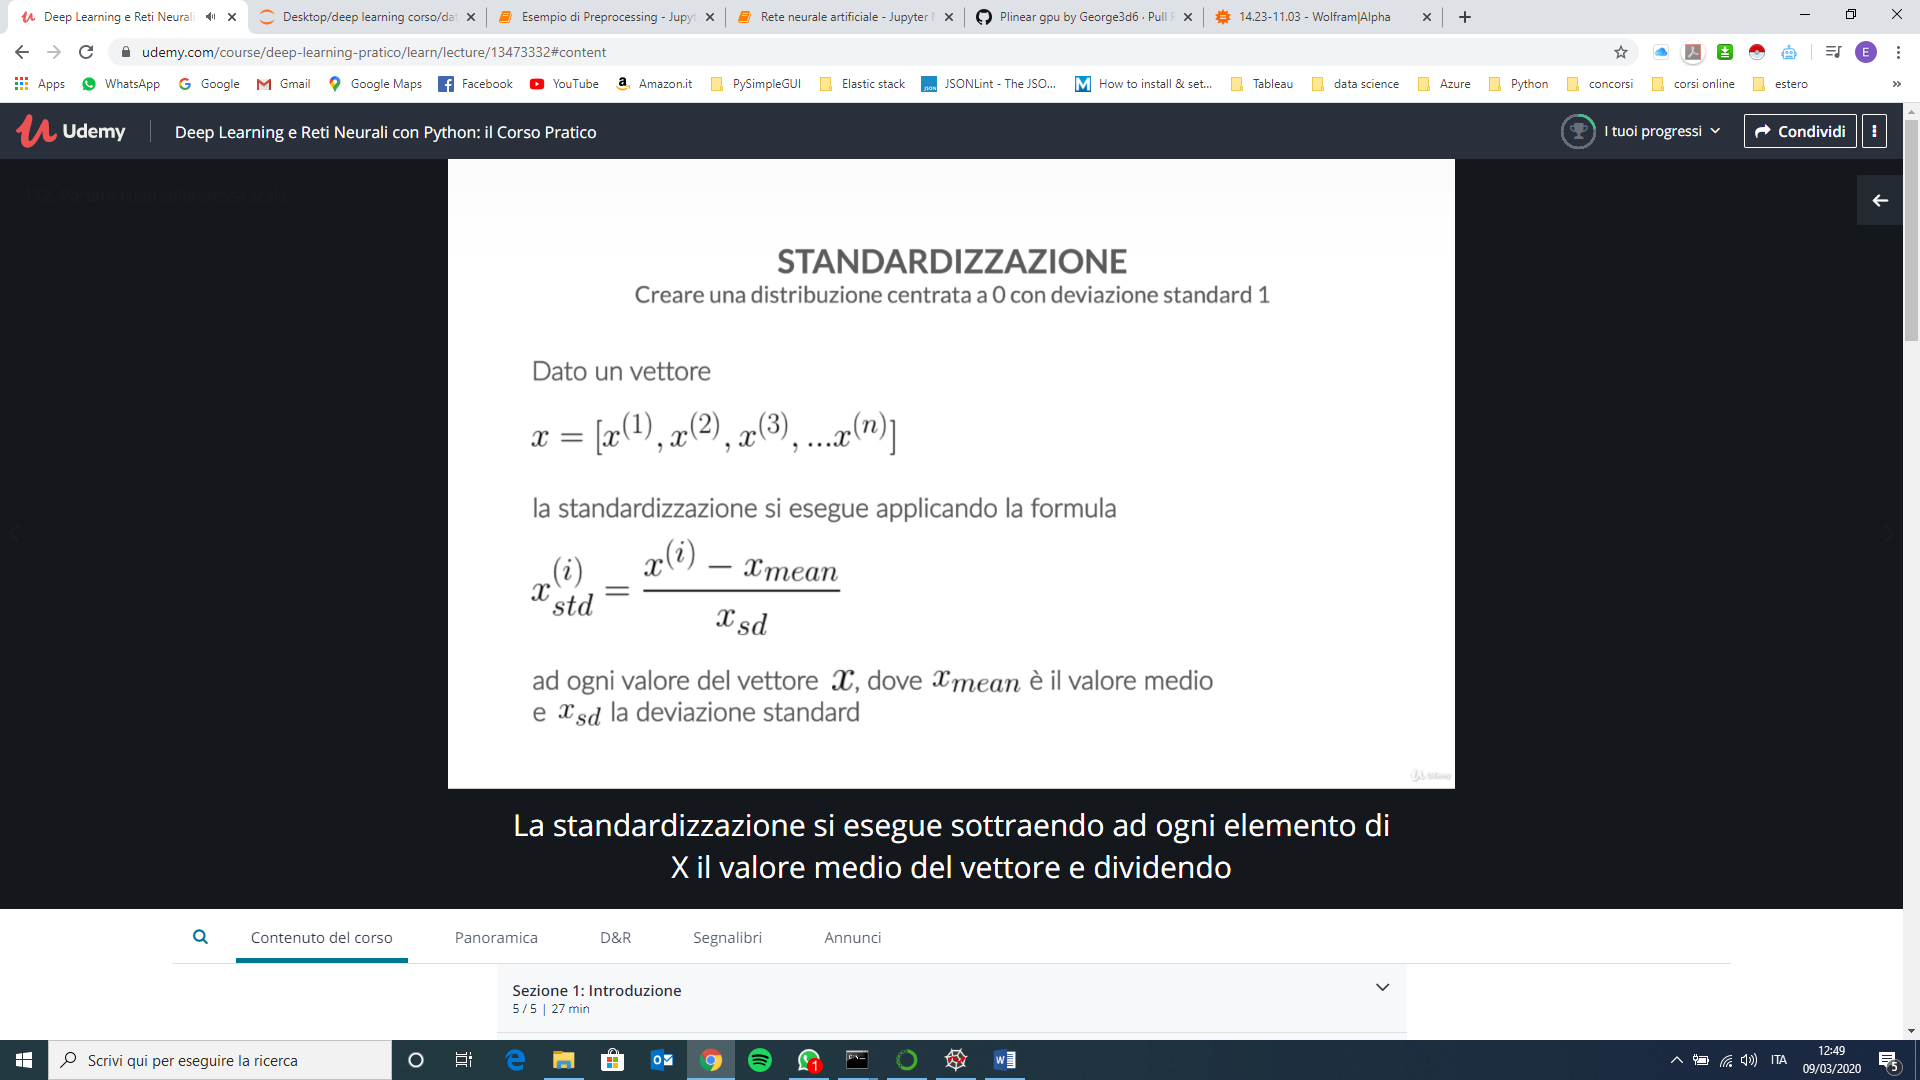 Deep Learning e Reti Neurali
Desktop/deep learning corso/dat
Esempio di Preprocessing - Jupyt
Rete neurale artificiale - Jupyter
Plinear gpu by George3d6 · Pull
14.23-11.03 - Wolfram|Alpha
udemy.com/course/deep-learning-pratico/learn/lecture/13473332#content
E
Apps
WhatsApp
Google
Gmail
Google Maps
Facebook
YouTube
Amazon.it
PySimpleGUI
Elastic stack
JSONLint - The JSO...
How to install & set...
Tableau
data science
Azure
Python
concorsi
corsi online
estero
»
Udemy
Deep Learning e Reti Neurali con Python: il Corso Pratico
I tuoi progressi
Condividi
STANDARDIZZAZIONE
Creare una distribuzione centrata a 0 con deviazione standard 1
Dato un vettore
x = [x^(1), x^(2), x^(3), ...x^(n)]
la standardizzazione si esegue applicando la formula
x_std^(i) = (x^(i) − x_mean) / x_sd
ad ogni valore del vettore x, dove x_mean è il valore medio
e x_sd la deviazione standard
Udemy
La standardizzazione si esegue sottraendo ad ogni elemento di
X il valore medio del vettore e dividendo
Contenuto del corso
Panoramica
D&R
Segnalibri
Annunci
Sezione 1: Introduzione
5 / 5 | 27 min
Scrivi qui per eseguire la ricerca
1
ITA
12:49
09/03/2020
5